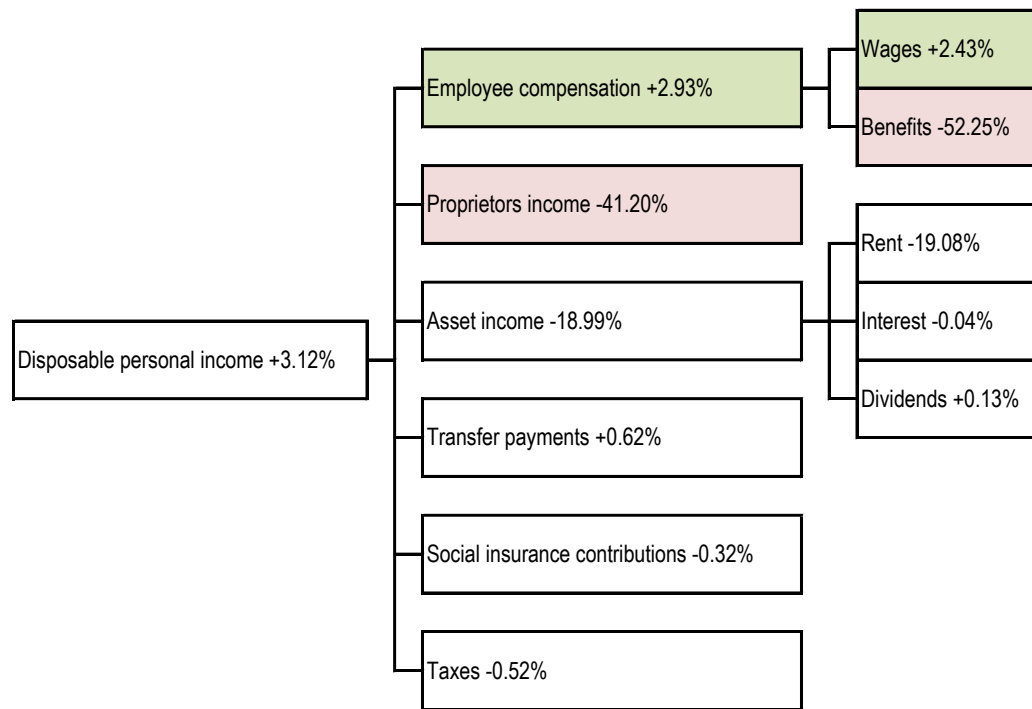 Wages +2.43%
Employee compensation +2.93%
Benefits -52.25%
Proprietors income -41.20%
Rent -19.08%
Asset income -18.99%
Interest -0.04%
Disposable personal income +3.12%
Dividends +0.13%
Transfer payments +0.62%
Social insurance contributions -0.32%
Taxes -0.52%